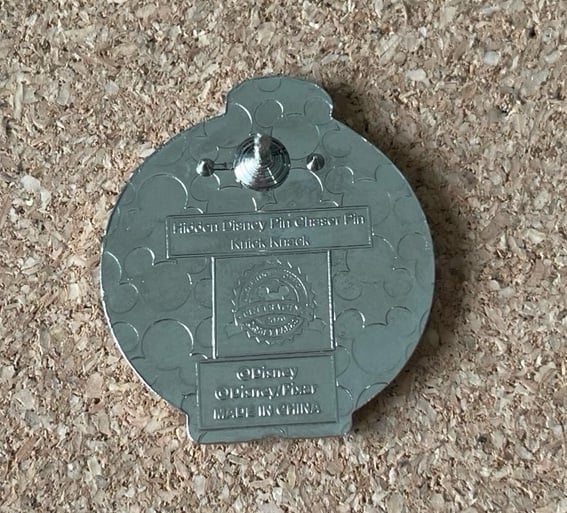 Hidden Disney Pin Chaser Pin
Knick Knack
©Disney
©Disney/Pixar
MADE IN CHINA